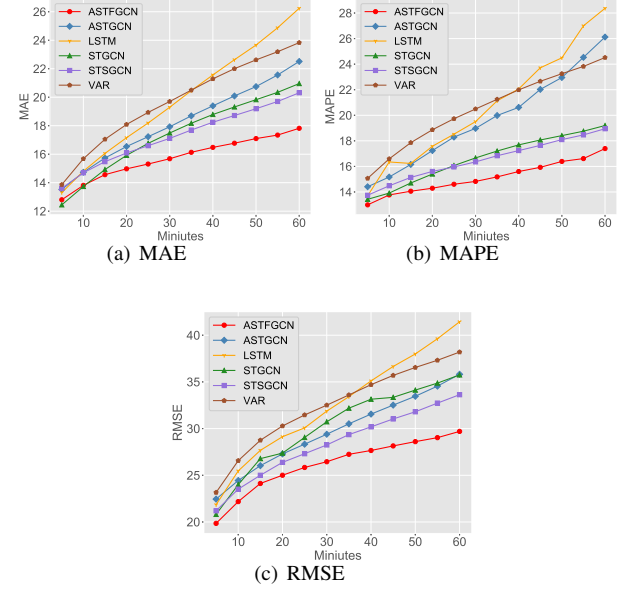 ASTFGCN
ASTGCN
LSTM
STGCN
STSGCN
VAR
MAE
26
24
22
20
18
16
14
12
10 20 30 40 50 60
Miniutes
(a) MAE
ASTFGCN
ASTGCN
LSTM
STGCN
STSGCN
VAR
MAPE
28
26
24
22
20
18
16
14
10 20 30 40 50 60
Miniutes
(b) MAPE
ASTFGCN
ASTGCN
LSTM
STGCN
STSGCN
VAR
RMSE
40
35
30
25
20
10 20 30 40 50 60
Miniutes
(c) RMSE